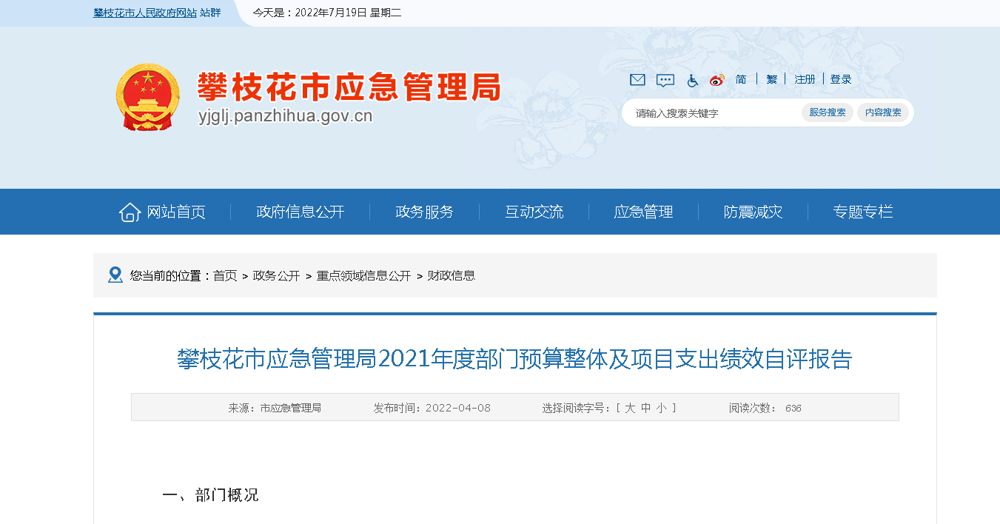 攀枝花市人民政府网站 站群 今天是：2022年7月19日 星期二
攀枝花市应急管理局
yjglj.panzhihua.gov.cn
简 繁 注册 登录
请输入搜索关键字 服务搜索 内容搜索
网站首页 政府信息公开 政务服务 互动交流 应急管理 防震减灾 专题专栏
您当前的位置：首页 > 政务公开 > 重点领域信息公开 > 财政信息
攀枝花市应急管理局2021年度部门预算整体及项目支出绩效自评报告
来源：市应急管理局 发布时间：2022-04-08 选择阅读字号：[ 大 中 小 ] 阅读次数： 636
一、部门概况